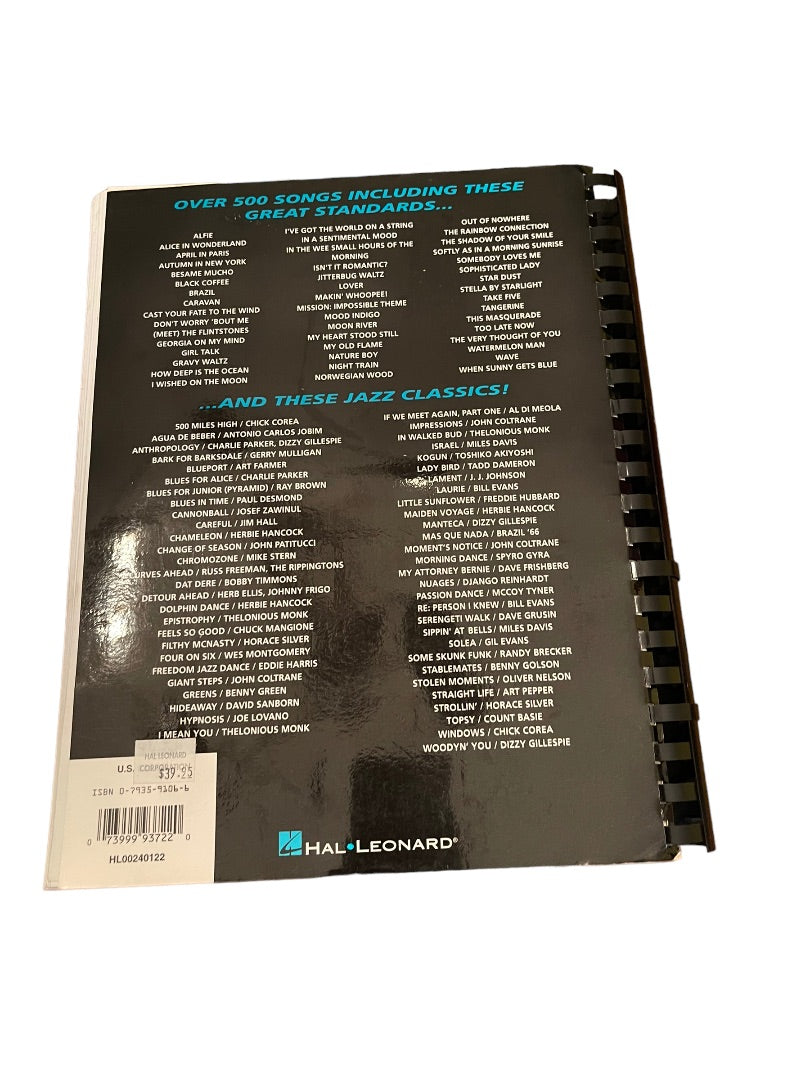 OVER 500 SONGS INCLUDING THESE
GREAT STANDARDS...
ALFIE
ALICE IN WONDERLAND
APRIL IN PARIS
AUTUMN IN NEW YORK
BESAME MUCHO
BLACK COFFEE
BRAZIL
CARAVAN
CAST YOUR FATE TO THE WIND
DON'T WORRY 'BOUT ME
(MEET) THE FLINTSTONES
GEORGIA ON MY MIND
GIRL TALK
GRAVY WALTZ
HOW DEEP IS THE OCEAN
I WISHED ON THE MOON
I'VE GOT THE WORLD ON A STRING
IN A SENTIMENTAL MOOD
IN THE WEE SMALL HOURS OF THE
MORNING
ISN'T IT ROMANTIC?
JITTERBUG WALTZ
LOVER
MAKIN' WHOOPEE!
MISSION: IMPOSSIBLE THEME
MOOD INDIGO
MOON RIVER
MY HEART STOOD STILL
MY OLD FLAME
NATURE BOY
NIGHT TRAIN
NORWEGIAN WOOD
OUT OF NOWHERE
THE RAINBOW CONNECTION
THE SHADOW OF YOUR SMILE
SOFTLY AS IN A MORNING SUNRISE
SOMEBODY LOVES ME
SOPHISTICATED LADY
STAR DUST
STELLA BY STARLIGHT
TAKE FIVE
TANGERINE
THIS MASQUERADE
TOO LATE NOW
THE VERY THOUGHT OF YOU
WATERMELON MAN
WAVE
WHEN SUNNY GETS BLUE
...AND THESE JAZZ CLASSICS!
500 MILES HIGH / CHICK COREA
AGUA DE BEBER / ANTONIO CARLOS JOBIM
ANTHROPOLOGY / CHARLIE PARKER, DIZZY GILLESPIE
BARK FOR BARKSDALE / GERRY MULLIGAN
BLUEPORT / ART FARMER
BLUES FOR ALICE / CHARLIE PARKER
BLUES FOR JUNIOR (PYRAMID) / RAY BROWN
BLUES IN TIME / PAUL DESMOND
CANNONBALL / JOSEF ZAWINUL
CAREFUL / JIM HALL
CHAMELEON / HERBIE HANCOCK
CHANGE OF SEASON / JOHN PATITUCCI
CHROMOZONE / MIKE STERN
CURVES AHEAD / RUSS FREEMAN, THE RIPPINGTONS
DAT DERE / BOBBY TIMMONS
DETOUR AHEAD / HERB ELLIS, JOHNNY FRIGO
DOLPHIN DANCE / HERBIE HANCOCK
EPISTROPHY / THELONIOUS MONK
FEELS SO GOOD / CHUCK MANGIONE
FILTHY MCNASTY / HORACE SILVER
FOUR ON SIX / WES MONTGOMERY
FREEDOM JAZZ DANCE / EDDIE HARRIS
GIANT STEPS / JOHN COLTRANE
GREENS / BENNY GREEN
HIDEAWAY / DAVID SANBORN
HYPNOSIS / JOE LOVANO
I MEAN YOU / THELONIOUS MONK
IF WE MEET AGAIN, PART ONE / AL DI MEOLA
IMPRESSIONS / JOHN COLTRANE
IN WALKED BUD / THELONIOUS MONK
ISRAEL / MILES DAVIS
KOGUN / TOSHIKO AKIYOSHI
LADY BIRD / TADD DAMERON
LAMENT / J. J. JOHNSON
LAURIE / BILL EVANS
LITTLE SUNFLOWER / FREDDIE HUBBARD
MAIDEN VOYAGE / HERBIE HANCOCK
MANTECA / DIZZY GILLESPIE
MAS QUE NADA / BRAZIL '66
MOMENT'S NOTICE / JOHN COLTRANE
MORNING DANCE / SPYRO GYRA
MY ATTORNEY BERNIE / DAVE FRISHBERG
NUAGES / DJANGO REINHARDT
PASSION DANCE / MCCOY TYNER
RE: PERSON I KNEW / BILL EVANS
SERENGETI WALK / DAVE GRUSIN
SIPPIN' AT BELLS / MILES DAVIS
SOLEA / GIL EVANS
SOME SKUNK FUNK / RANDY BRECKER
STABLEMATES / BENNY GOLSON
STOLEN MOMENTS / OLIVER NELSON
STRAIGHT LIFE / ART PEPPER
STROLLIN' / HORACE SILVER
TOPSY / COUNT BASIE
WINDOWS / CHICK COREA
WOODYN' YOU / DIZZY GILLESPIE
HAL LEONARD
U.S. CORPORATION
$39.25
ISBN 0-7935-9106-6
0 73999 93722 0
HL00240122
HAL•LEONARD®